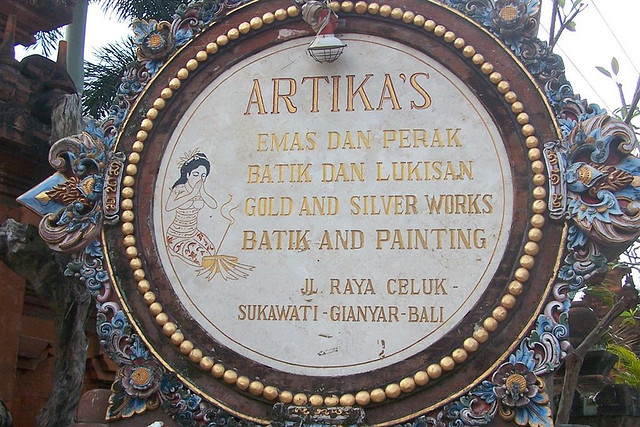 ARTIKA'S
EMAS DAN PERAK
BATIK DAN LUKISAN
GOLD AND SILVER WORKS
BATIK AND PAINTING
JL. RAYA CELUK -
SUKAWATI - GIANYAR - BALI